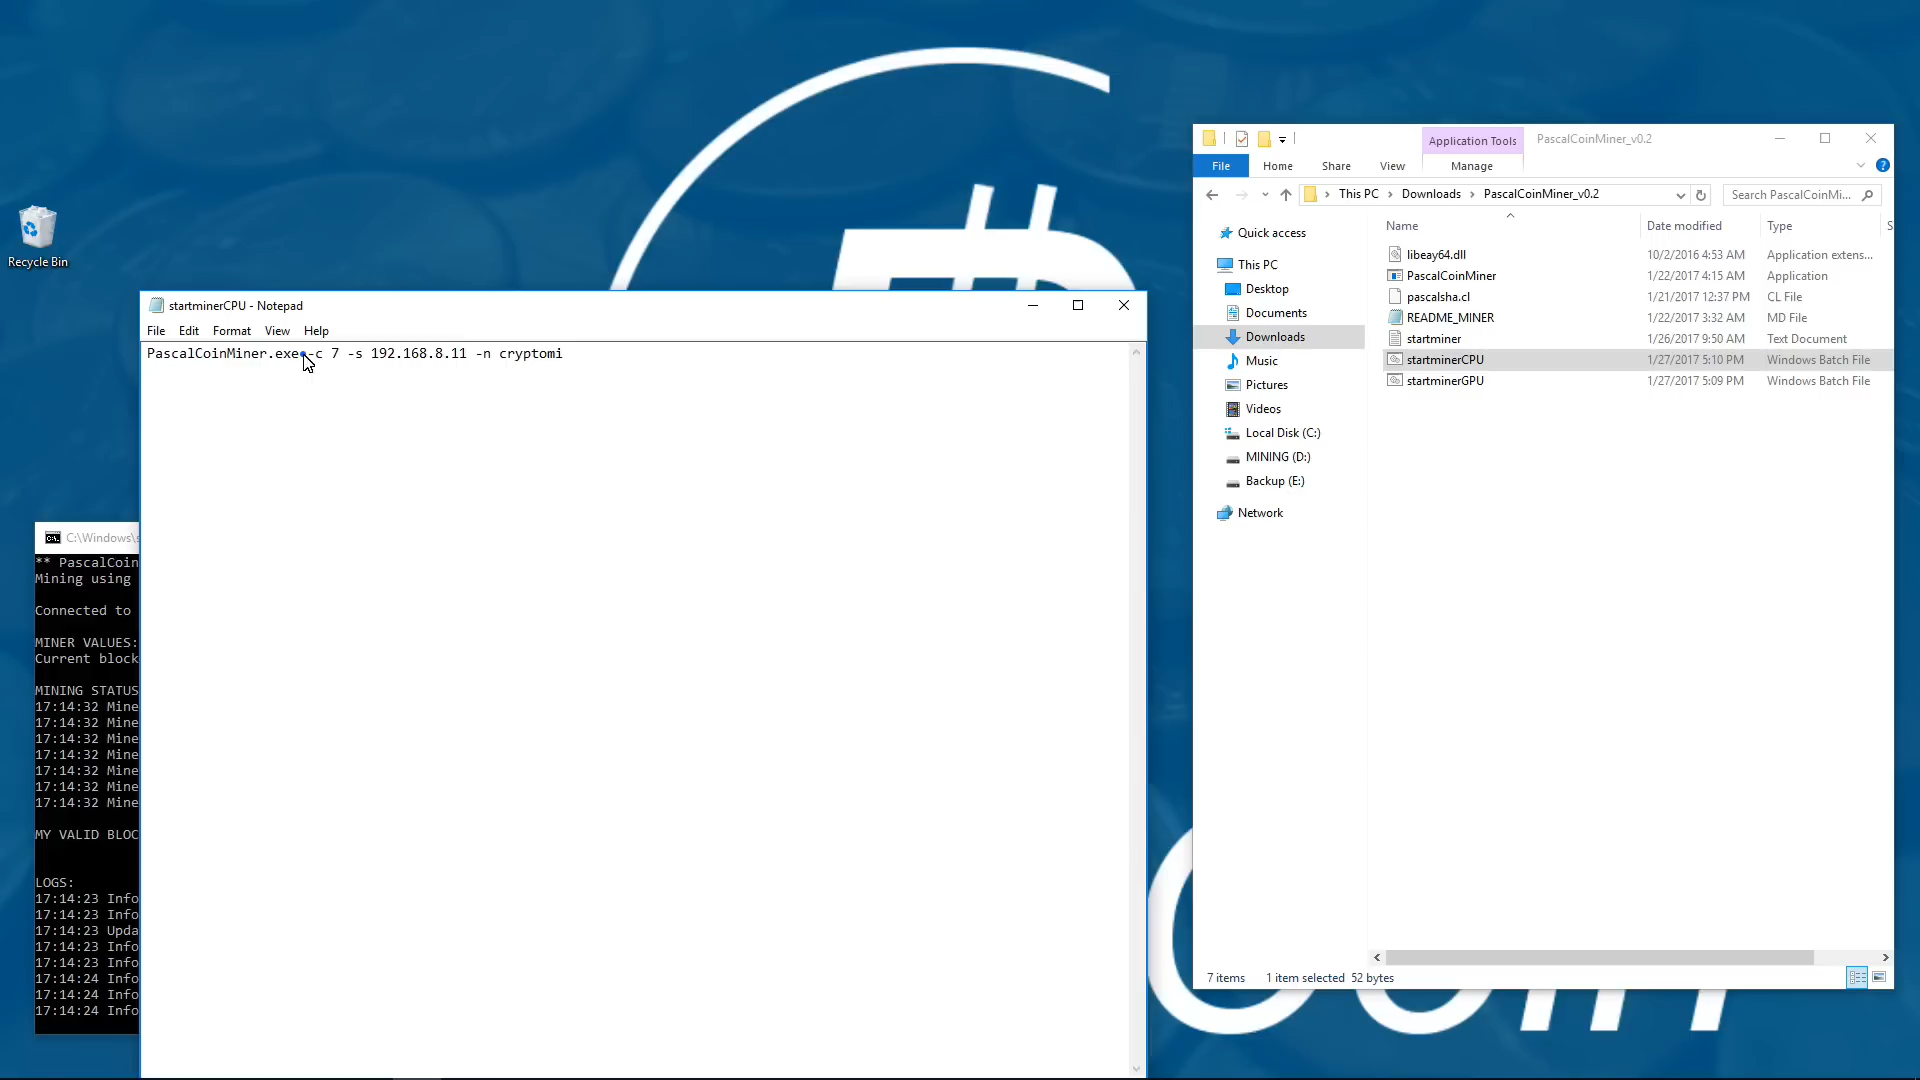 Recycle Bin
startminerCPU - Notepad
File Edit Format View Help
PascalCoinMiner.exe -c 7 -s 192.168.8.11 -n cryptomi
C:\Windows\s
** PascalCoin
Mining using
Connected to
MINER VALUES:
Current block
MINING STATUS
17:14:32 Mine
17:14:32 Mine
17:14:32 Mine
17:14:32 Mine
17:14:32 Mine
17:14:32 Mine
17:14:32 Mine
MY VALID BLOC
LOGS:
17:14:23 Info
17:14:23 Info
17:14:23 Upda
17:14:23 Info
17:14:23 Info
17:14:24 Info
17:14:24 Info
17:14:24 Info
Application Tools PascalCoinMiner_v0.2
File Home Share View Manage
This PC Downloads PascalCoinMiner_v0.2 Search PascalCoinMi...
Quick access
This PC
Desktop
Documents
Downloads
Music
Pictures
Videos
Local Disk (C:)
MINING (D:)
Backup (E:)
Network
Name Date modified Type S
libeay64.dll 10/2/2016 4:53 AM Application extens...
PascalCoinMiner 1/22/2017 4:15 AM Application
pascalsha.cl 1/21/2017 12:37 PM CL File
README_MINER 1/22/2017 3:32 AM MD File
startminer 1/26/2017 9:50 AM Text Document
startminerCPU 1/27/2017 5:10 PM Windows Batch File
startminerGPU 1/27/2017 5:09 PM Windows Batch File
7 items 1 item selected 52 bytes